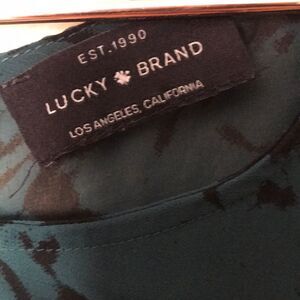 EST.1990
LUCKY BRAND
LOS ANGELES, CALIFORNIA